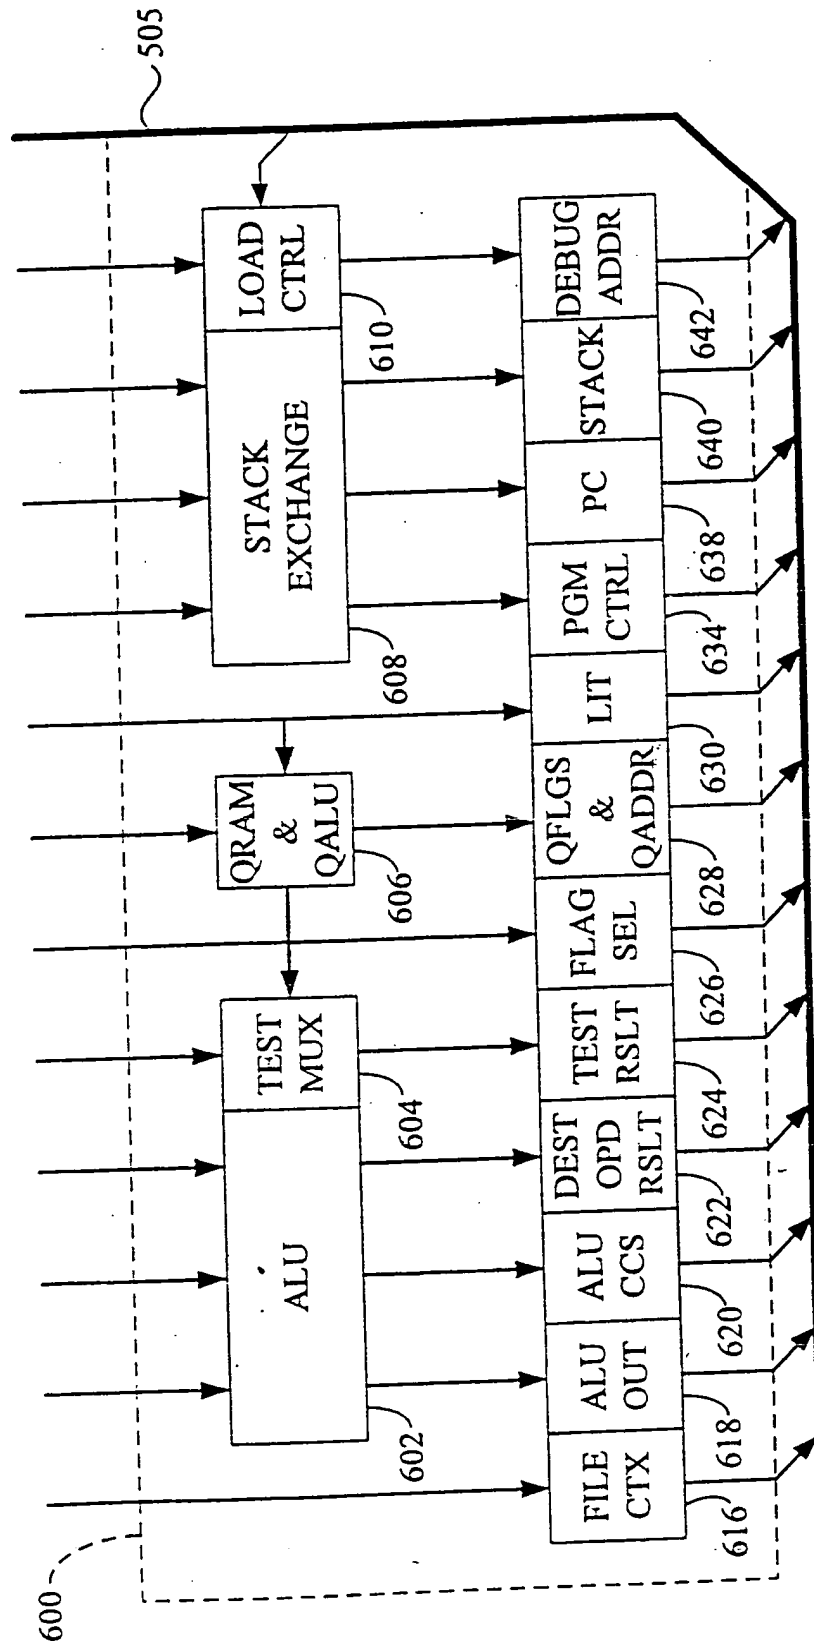 600
505
ALU
602
TEST
MUX
604
QRAM
&
QALU
606
STACK
EXCHANGE
608
LOAD
CTRL
610
FILE
CTX
616
ALU
OUT
618
ALU
CCS
620
DEST
OPD
RSLT
622
TEST
RSLT
624
FLAG
SEL
626
QFLGS
&
QADDR
628
LIT
630
PGM
CTRL
634
PC
638
STACK
640
DEBUG
ADDR
642